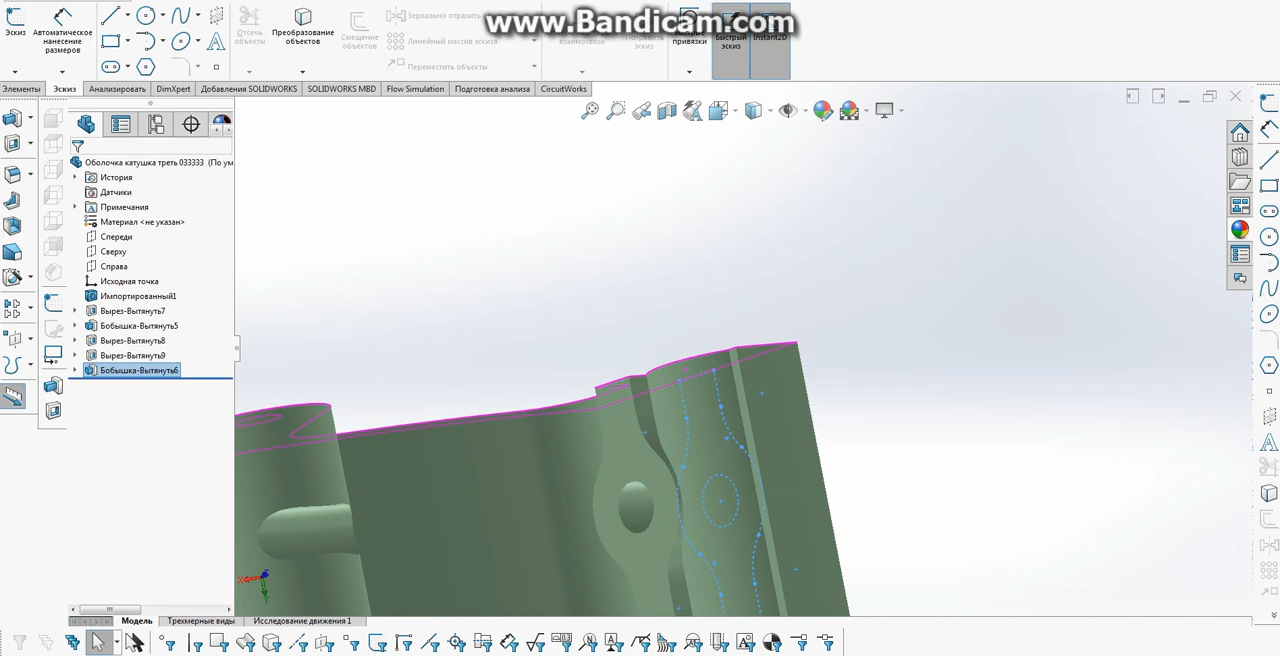 www.Bandicam.com
Эскиз
Автоматическое
нанесение
размеров
Отсечь
объекты
Преобразование
объектов
Смещение
объектов
Зеркально отразить
Линейный массив эскиза
Переместить объекты
привязки
Быстрый
эскиз
Instant2D
Элементы
Эскиз
Анализировать
DimXpert
Добавления SOLIDWORKS
SOLIDWORKS MBD
Flow Simulation
Подготовка анализа
CircuitWorks
Оболочка катушка треть 033333 (По ум
История
Датчики
Примечания
Материал <не указан>
Спереди
Сверху
Справа
Исходная точка
Импортированный1
Вырез-Вытянуть7
Бобышка-Вытянуть5
Вырез-Вытянуть8
Вырез-Вытянуть9
Бобышка-Вытянуть6
Модель
Трехмерные виды
Исследование движения 1